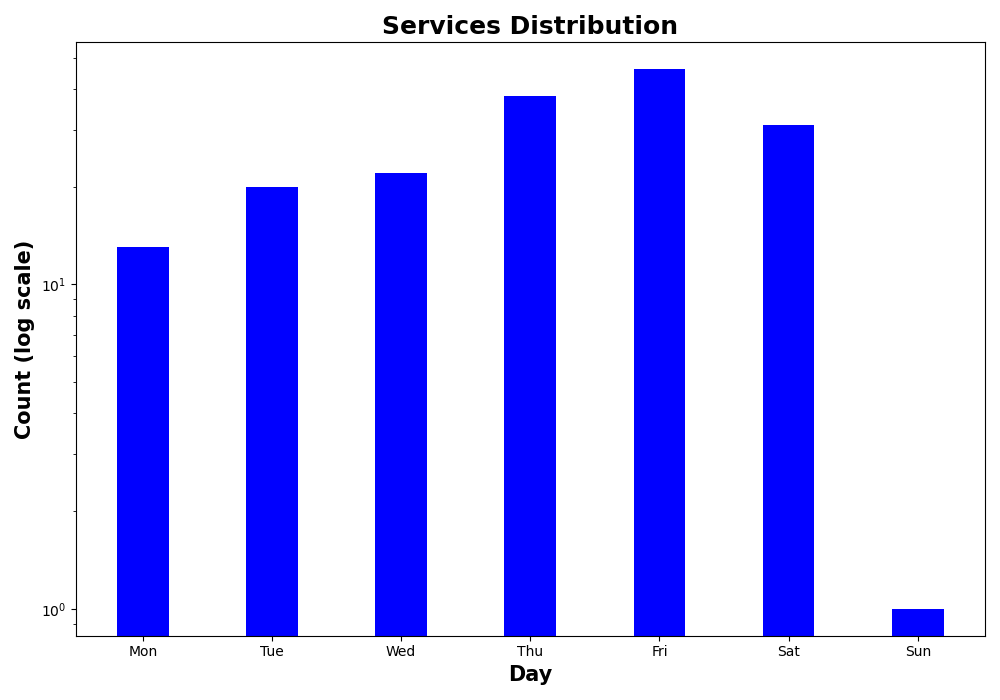 Services Distribution
Count (log scale)
10¹
10⁰
Mon Tue Wed Thu Fri Sat Sun
Day